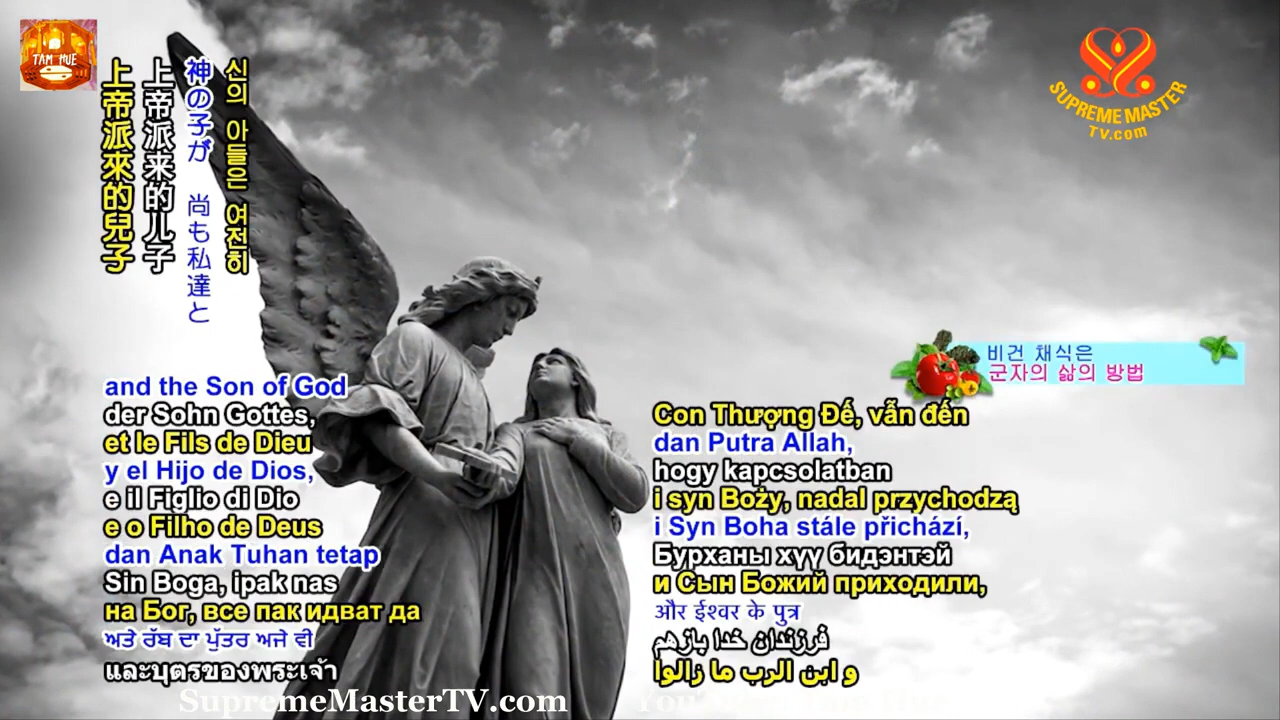 TÂM HUE
SUPREME MASTER
TV.com
신의 아들은 여전히
神の子が 尚も私達と
上帝派来的儿子
上帝派來的兒子
비건 채식은
군자의 삶의 방법
and the Son of God
der Sohn Gottes,
et le Fils de Dieu
y el Hijo de Dios,
e il Figlio di Dio
e o Filho de Deus
dan Anak Tuhan tetap
Sin Boga, ipak nas
на Бог, все пак идват да
ਅਤੇ ਰੱਬ ਦਾ ਪੁੱਤਰ ਅਜੇ ਵੀ
และบุตรของพระเจ้า
Con Thượng Đế, vẫn đến
dan Putra Allah,
hogy kapcsolatban
i syn Boży, nadal przychodzą
i Syn Boha stále přichází,
Бурханы хүү бидэнтэй
и Сын Божий приходили,
और ईश्वर के पुत्र
فرزندان خدا بازهم
و ابن الرب ما زالوا
SupremeMasterTV.com